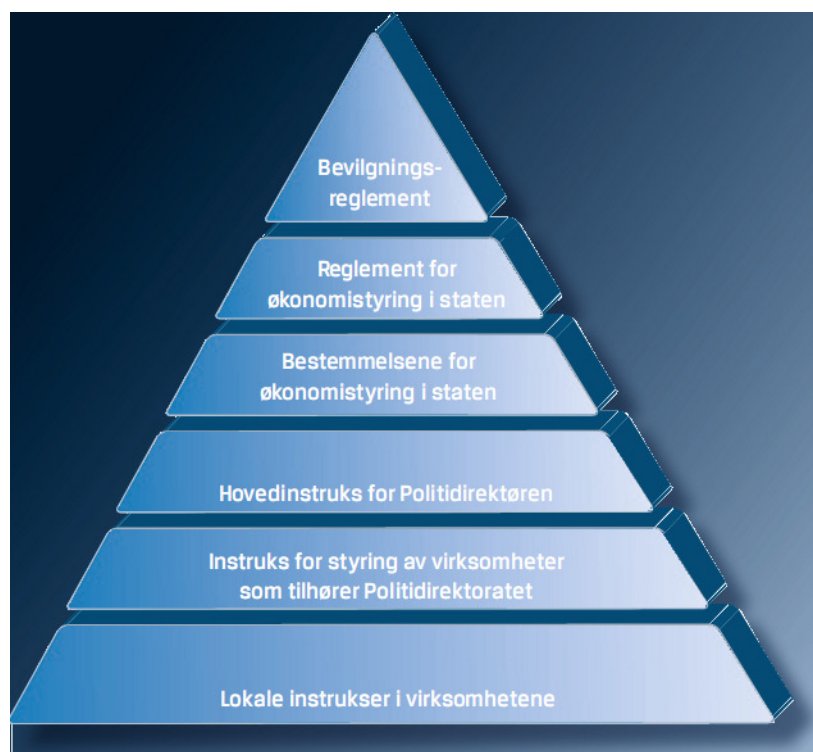 Bevilgnings-
reglement
Reglement for
økonomistyring i staten
Bestemmelsene for
økonomistyring i staten
Hovedinstruks for Politidirektøren
Instruks for styring av virksomheter
som tilhører Politidirektoratet
Lokale instrukser i virksomhetene